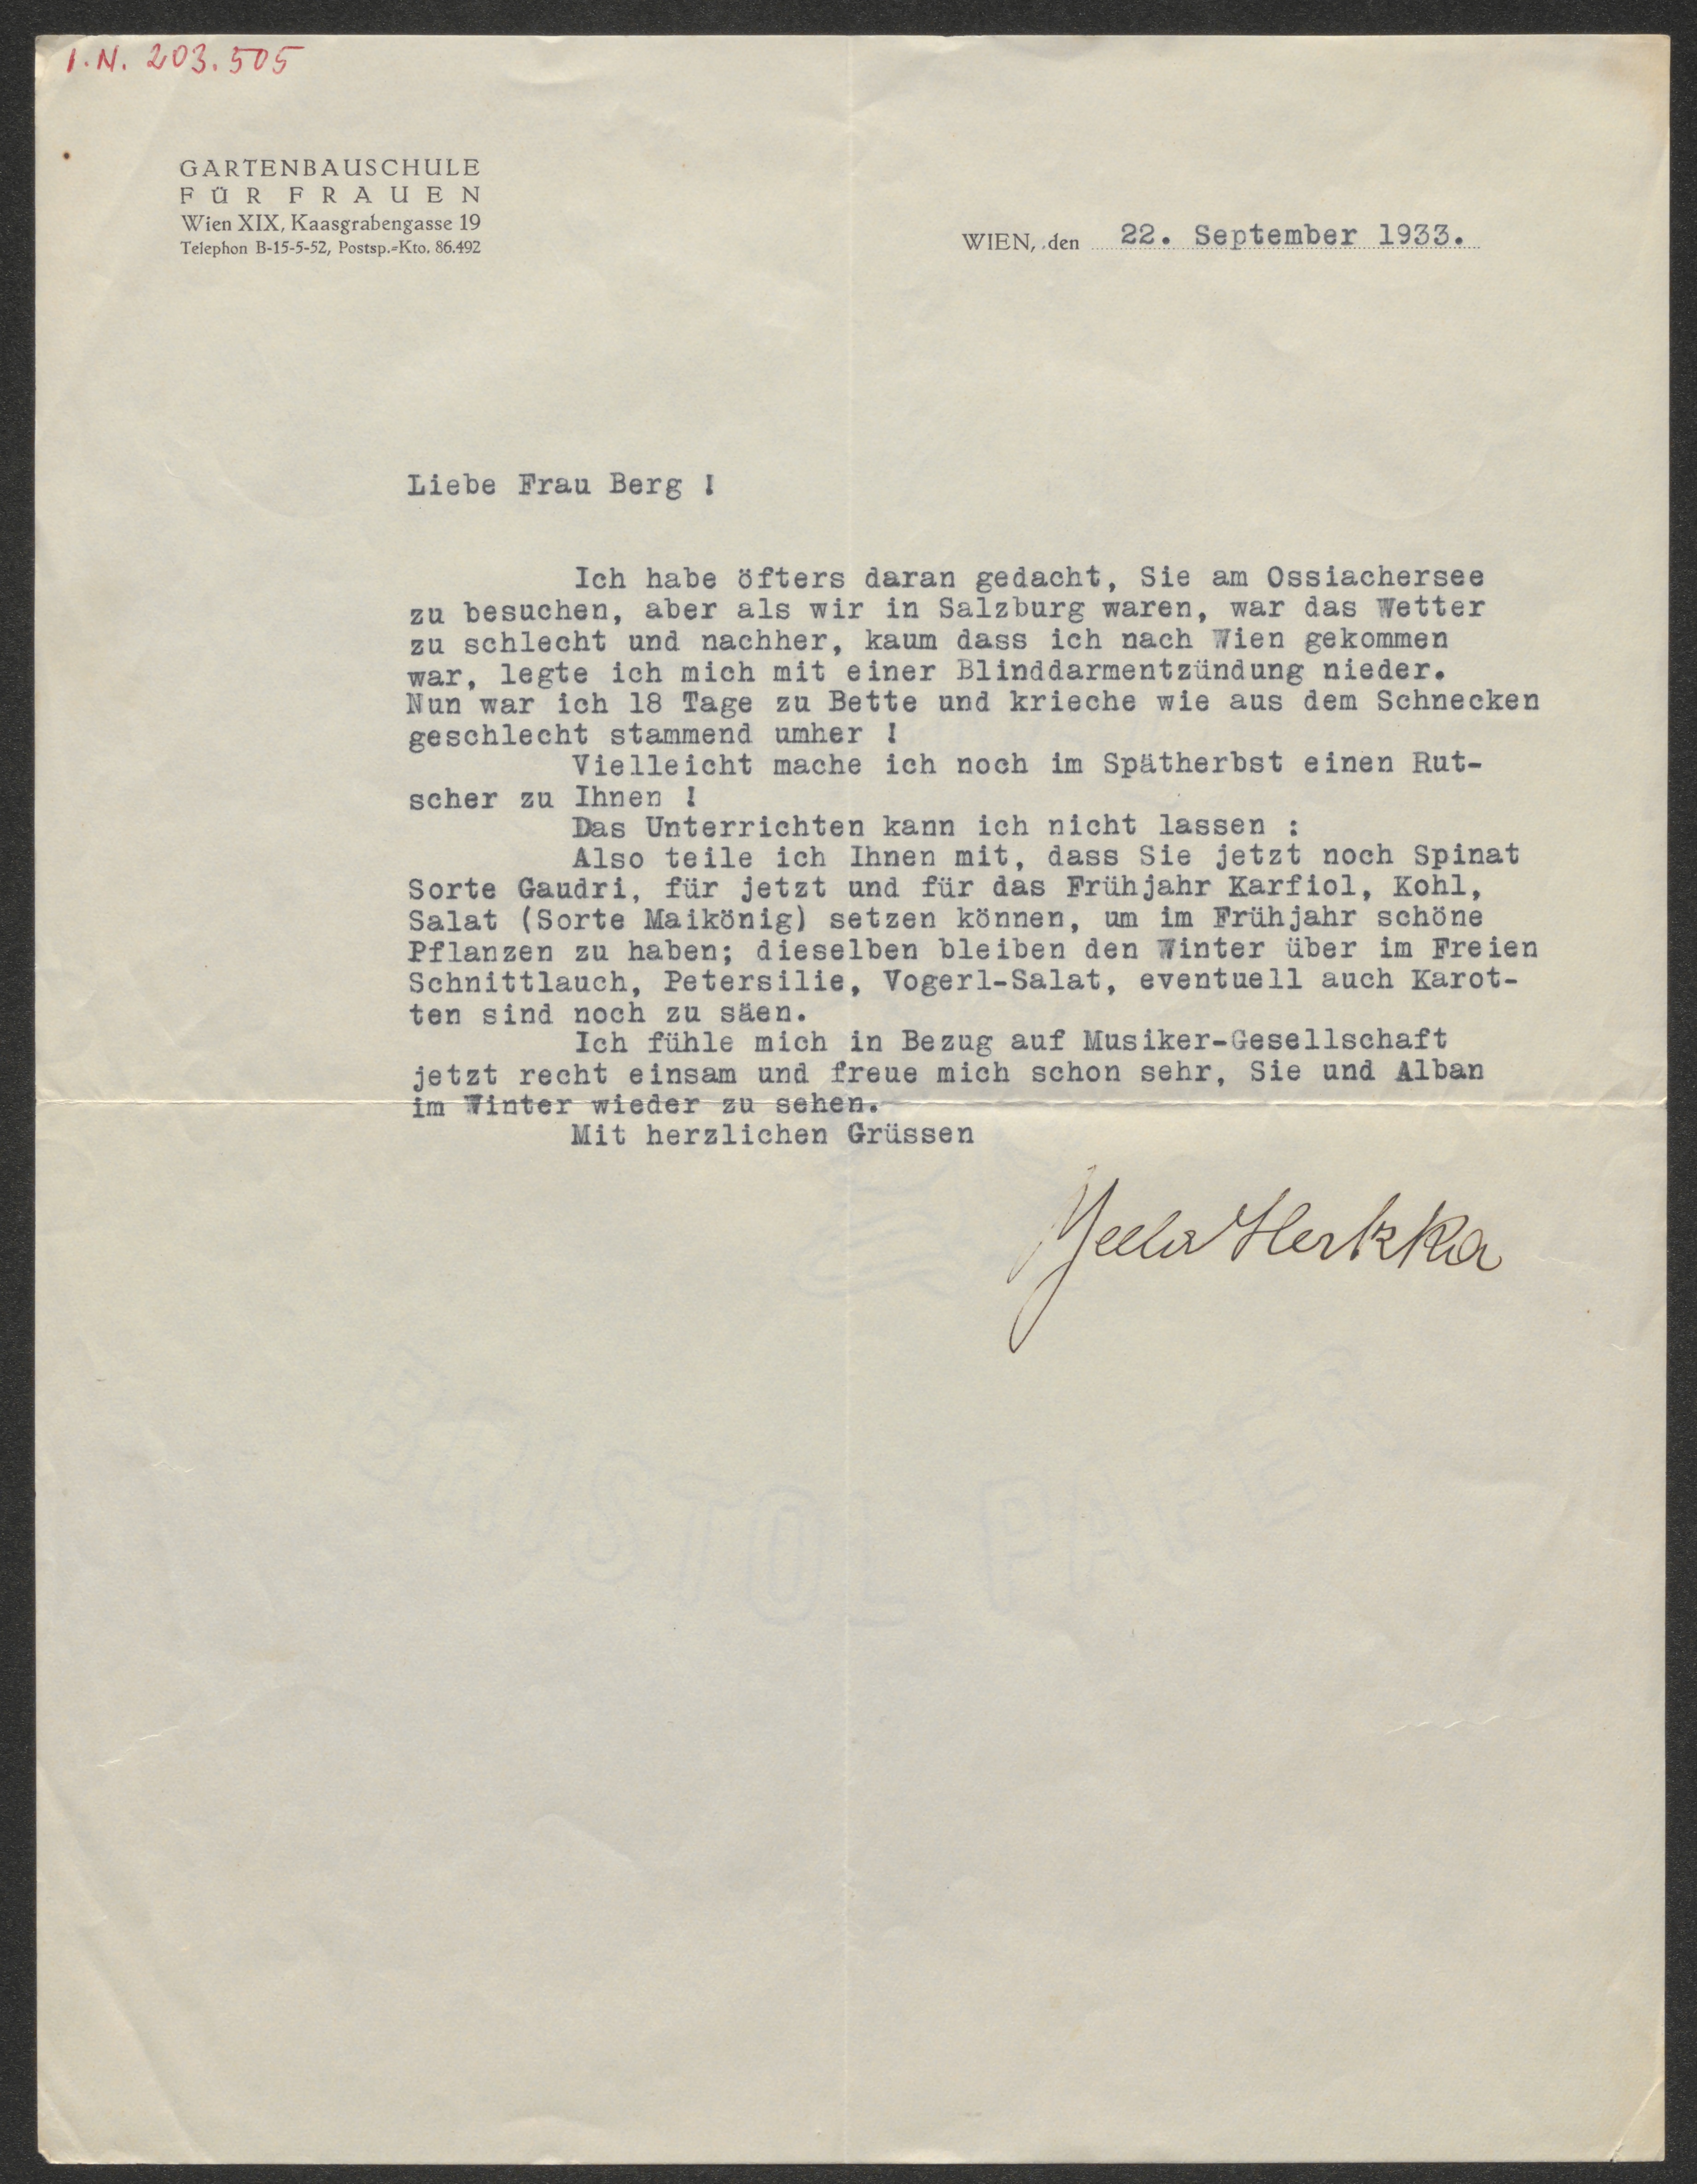 I.N. 203.505
GARTENBAUSCHULE
FÜR FRAUEN
Wien XIX, Kaasgrabengasse 19
Telephon B-15-5-52, Postsp.=Kto. 86.492
WIEN, den 22. September 1933.
Liebe Frau Berg !
Ich habe öfters daran gedacht, Sie am Ossiachersee
zu besuchen, aber als wir in Salzburg waren, war das Wetter
zu schlecht und nachher, kaum dass ich nach Wien gekommen
war, legte ich mich mit einer Blinddarmentzündung nieder.
Nun war ich 18 Tage zu Bette und krieche wie aus dem Schnecken
geschlecht stammend umher !
Vielleicht mache ich noch im Spätherbst einen Rut-
scher zu Ihnen !
Das Unterrichten kann ich nicht lassen :
Also teile ich Ihnen mit, dass Sie jetzt noch Spinat
Sorte Gaudri, für jetzt und für das Frühjahr Karfiol, Kohl,
Salat (Sorte Maikönig) setzen können, um im Frühjahr schöne
Pflanzen zu haben; dieselben bleiben den Winter über im Freien
Schnittlauch, Petersilie, Vogerl-Salat, eventuell auch Karot-
ten sind noch zu säen.
Ich fühle mich in Bezug auf Musiker-Gesellschaft
jetzt recht einsam und freue mich schon sehr, Sie und Alban
im Winter wieder zu sehen.
Mit herzlichen Grüssen
Yella Hertzka